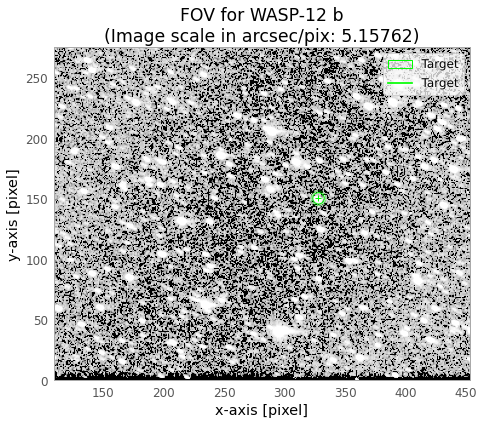 FOV for WASP-12 b
(Image scale in arcsec/pix: 5.15762)
Target
Target
250
200
150
100
50
0
y-axis [pixel]
150 200 250 300 350 400 450
x-axis [pixel]